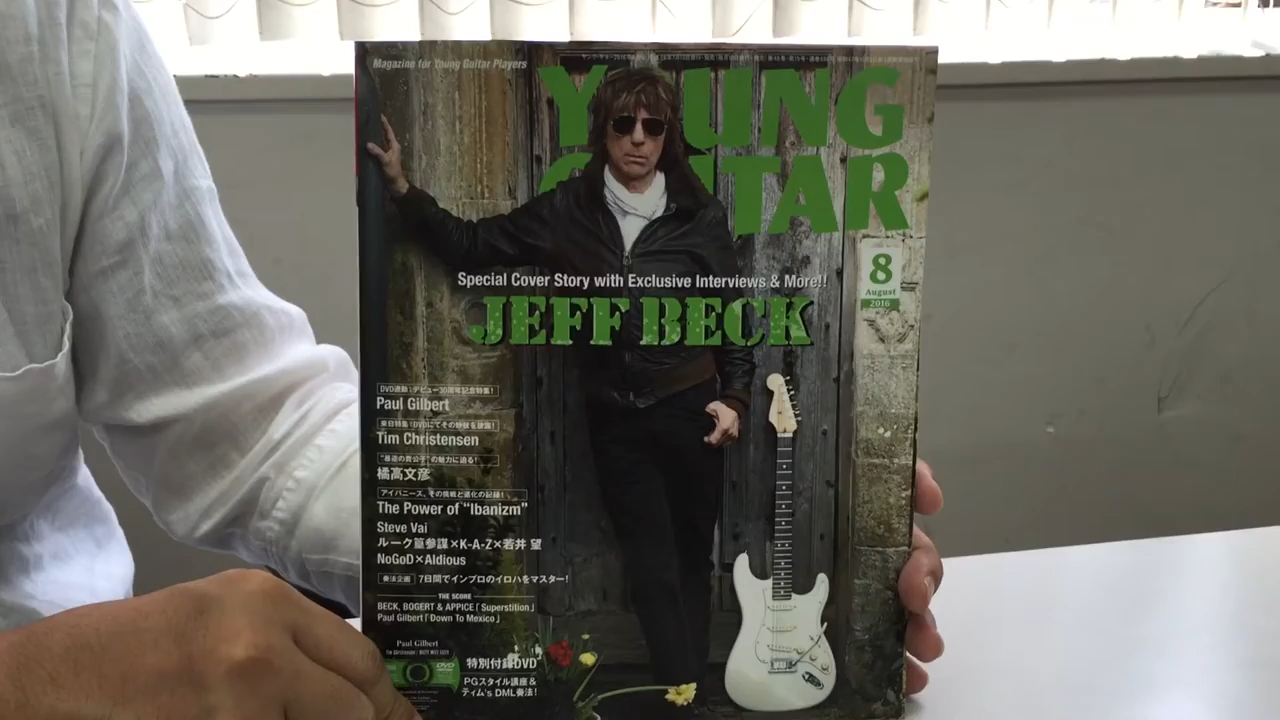 Magazine for Young Guitar Players
YOUNG
GUITAR
8
August
2016
Special Cover Story with Exclusive Interviews & More!!
JEFF BECK
DVD連動!デビュー30周年記念特集!
Paul Gilbert
来日特集!DVDにてその妙技を披露!
Tim Christensen
"暴逆の貴公子"の魅力に迫る!
橘高文彦
アイバニーズ、その挑戦と進化の記録!
The Power of "Ibanizm"
Steve Vai
ルーク篁参謀×K-A-Z×若井 望
NoGoD×Aldious
奏法企画 7日間でインプロのイロハをマスター!
THE SCORE
BECK, BOGERT & APPICE「Superstition」
Paul Gilbert「Down To Mexico」
Paul Gilbert
DVD
特別付録DVD
PGスタイル講座&
ティム's DML奏法!